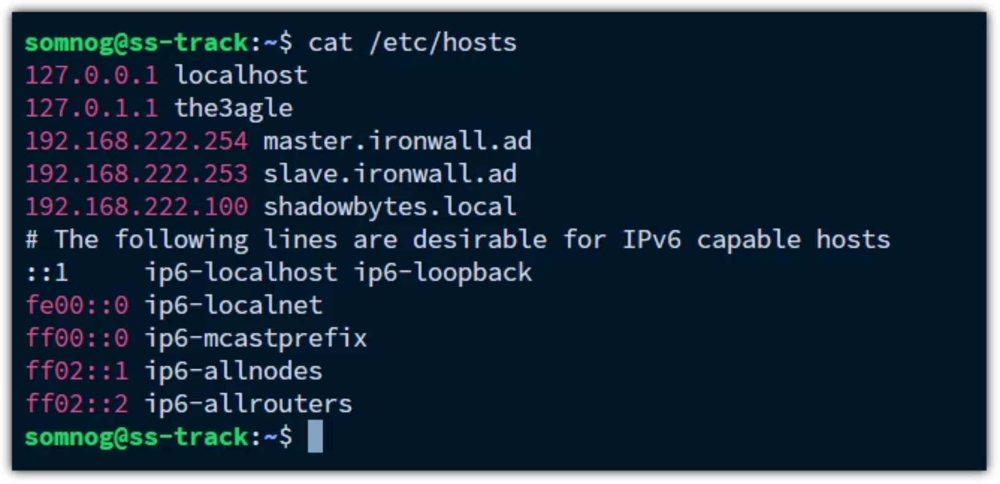 somnog@ss-track:~$ cat /etc/hosts
127.0.0.1 localhost
127.0.1.1 the3agle
192.168.222.254 master.ironwall.ad
192.168.222.253 slave.ironwall.ad
192.168.222.100 shadowbytes.local
# The following lines are desirable for IPv6 capable hosts
::1     ip6-localhost ip6-loopback
fe00::0 ip6-localnet
ff00::0 ip6-mcastprefix
ff02::1 ip6-allnodes
ff02::2 ip6-allrouters
somnog@ss-track:~$